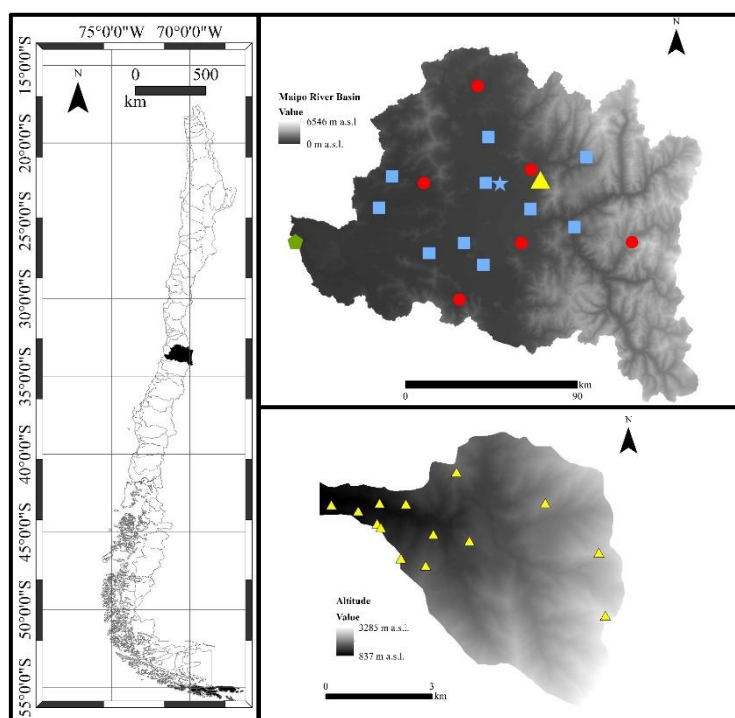 75°0'0"W 70°0'0"W
0 500
km
N
15°0'0"S
20°0'0"S
25°0'0"S
30°0'0"S
35°0'0"S
40°0'0"S
45°0'0"S
50°0'0"S
55°0'0"S
N
Maipo River Basin
Value
6546 m a.s.l
0 m a.s.l.
0 90
km
N
Altitude
Value
3285 m a.s.l.
837 m a.s.l.
0 3
km